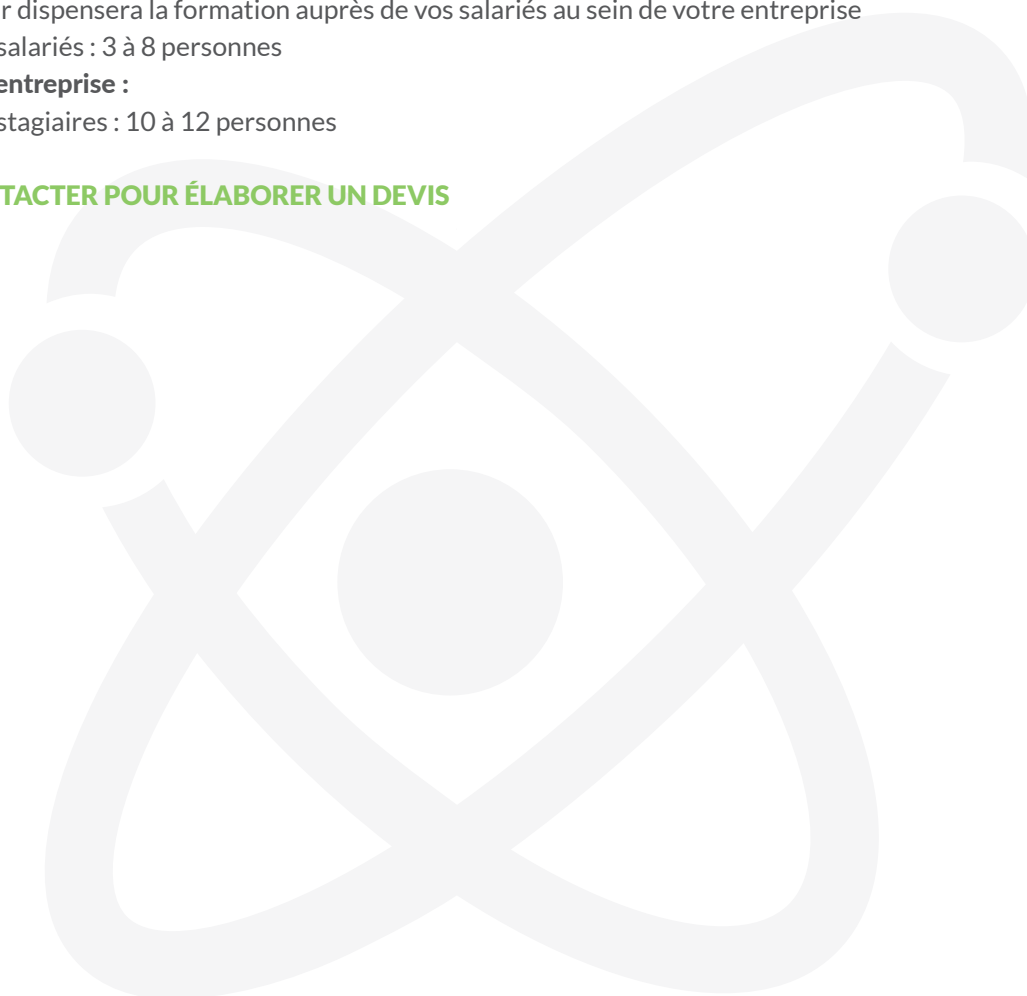 r dispensera la formation auprès de vos salariés au sein de votre entreprise
salariés : 3 à 8 personnes
entreprise :
stagiaires : 10 à 12 personnes
TACTER POUR ÉLABORER UN DEVIS